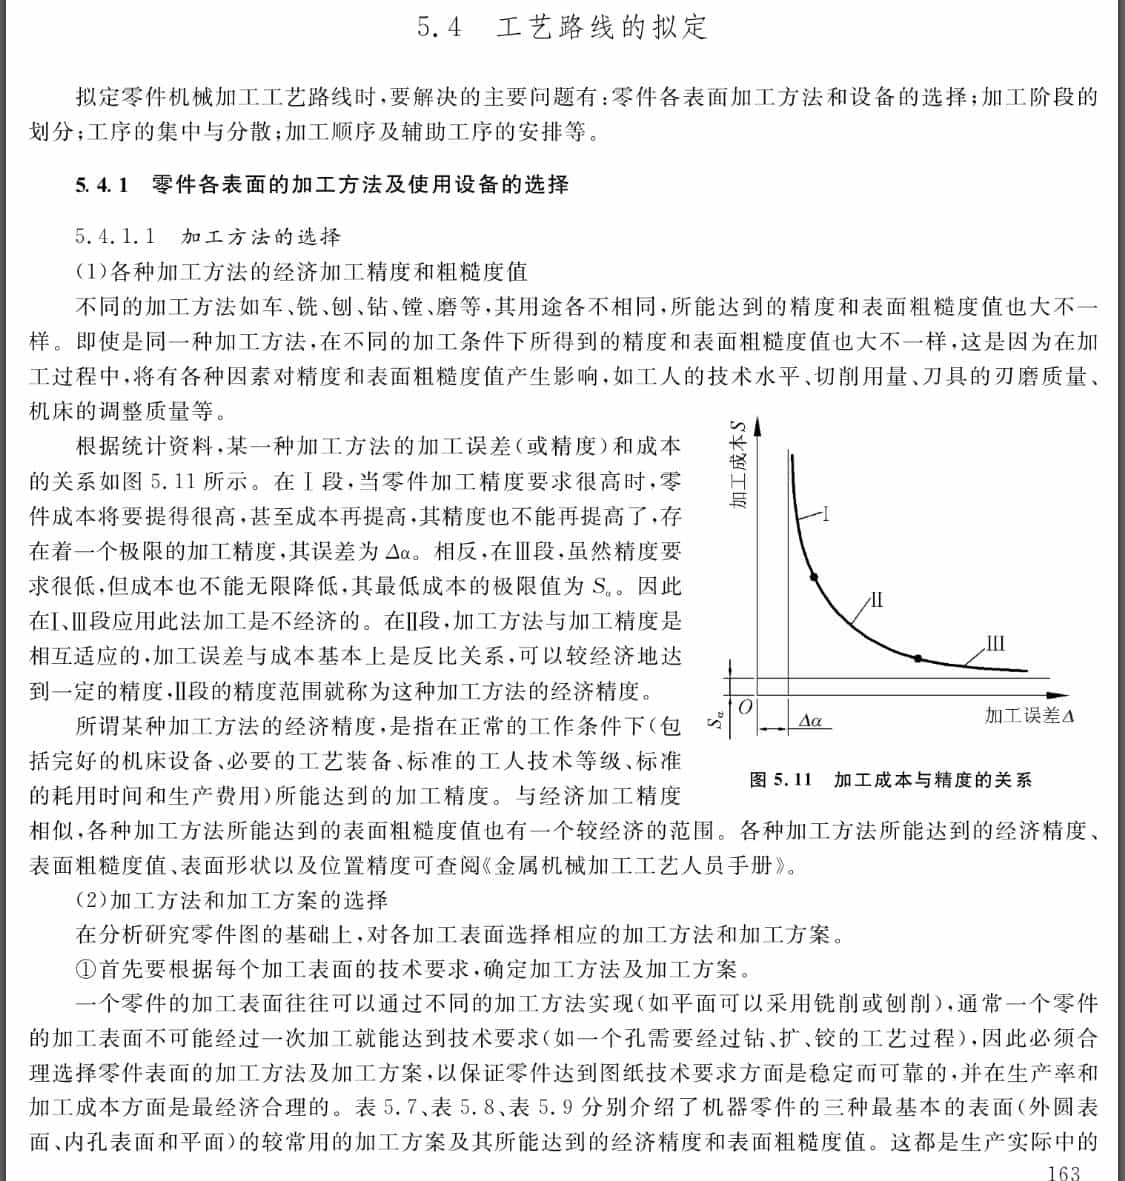 5.4 工艺路线的拟定
拟定零件机械加工工艺路线时,要解决的主要问题有:零件各表面加工方法和设备的选择;加工阶段的
划分;工序的集中与分散;加工顺序及辅助工序的安排等。
5.4.1 零件各表面的加工方法及使用设备的选择
5.4.1.1 加工方法的选择
(1)各种加工方法的经济加工精度和粗糙度值
不同的加工方法如车、铣、刨、钻、镗、磨等,其用途各不相同,所能达到的精度和表面粗糙度值也大不一
样。即使是同一种加工方法,在不同的加工条件下所得到的精度和表面粗糙度值也大不一样,这是因为在加
工过程中,将有各种因素对精度和表面粗糙度值产生影响,如工人的技术水平、切削用量、刀具的刃磨质量、
机床的调整质量等。
根据统计资料,某一种加工方法的加工误差(或精度)和成本
的关系如图 5.11 所示。在Ⅰ段,当零件加工精度要求很高时,零
件成本将要提得很高,甚至成本再提高,其精度也不能再提高了,存
在着一个极限的加工精度,其误差为 Δα。相反,在Ⅲ段,虽然精度要
求很低,但成本也不能无限降低,其最低成本的极限值为 Sₐ。因此
在Ⅰ、Ⅲ段应用此法加工是不经济的。在Ⅱ段,加工方法与加工精度是
相互适应的,加工误差与成本基本上是反比关系,可以较经济地达
到一定的精度,Ⅱ段的精度范围就称为这种加工方法的经济精度。
所谓某种加工方法的经济精度,是指在正常的工作条件下(包
括完好的机床设备、必要的工艺装备、标准的工人技术等级、标准
的耗用时间和生产费用)所能达到的加工精度。与经济加工精度
加工成本S
Ⅰ
Ⅱ
Ⅲ
Sα
O
Δα
加工误差Δ
图 5.11 加工成本与精度的关系
相似,各种加工方法所能达到的表面粗糙度值也有一个较经济的范围。各种加工方法所能达到的经济精度、
表面粗糙度值、表面形状以及位置精度可查阅《金属机械加工工艺人员手册》。
(2)加工方法和加工方案的选择
在分析研究零件图的基础上,对各加工表面选择相应的加工方法和加工方案。
①首先要根据每个加工表面的技术要求,确定加工方法及加工方案。
一个零件的加工表面往往可以通过不同的加工方法实现(如平面可以采用铣削或刨削),通常一个零件
的加工表面不可能经过一次加工就能达到技术要求(如一个孔需要经过钻、扩、铰的工艺过程),因此必须合
理选择零件表面的加工方法及加工方案,以保证零件达到图纸技术要求方面是稳定而可靠的,并在生产率和
加工成本方面是最经济合理的。表 5.7、表 5.8、表 5.9 分别介绍了机器零件的三种最基本的表面(外圆表
面、内孔表面和平面)的较常用的加工方案及其所能达到的经济精度和表面粗糙度值。这都是生产实际中的
163